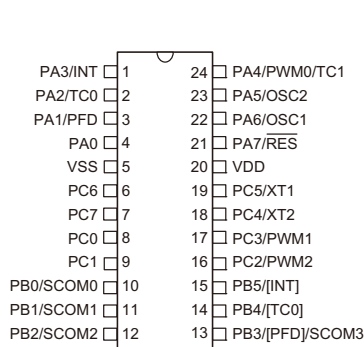 PA3/INT 1 24 PA4/PWM0/TC1
PA2/TC0 2 23 PA5/OSC2
PA1/PFD 3 22 PA6/OSC1
PA0 4 21 PA7/RES
VSS 5 20 VDD
PC6 6 19 PC5/XT1
PC7 7 18 PC4/XT2
PC0 8 17 PC3/PWM1
PC1 9 16 PC2/PWM2
PB0/SCOM0 10 15 PB5/[INT]
PB1/SCOM1 11 14 PB4/[TC0]
PB2/SCOM2 12 13 PB3/[PFD]/SCOM3